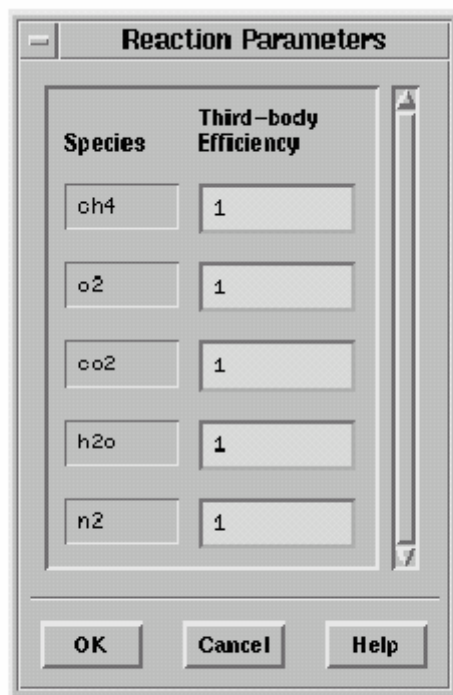 Reaction Parameters
Third-body
Species Efficiency
ch4 1
o2 1
co2 1
h2o 1
n2 1
OK Cancel Help